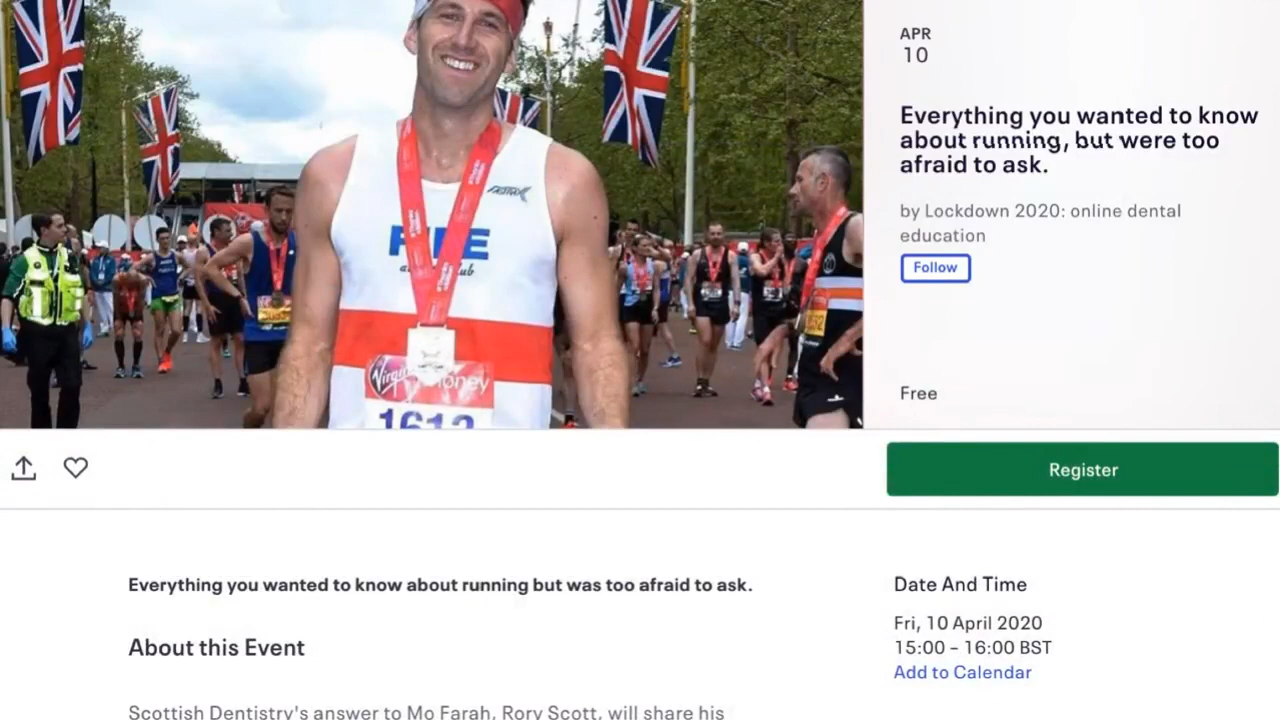 APR
10
Everything you wanted to know
about running, but were too
afraid to ask.
by Lockdown 2020: online dental
education
Follow
Free
Virgin Money
1612
Register
Everything you wanted to know about running but was too afraid to ask.
About this Event
Scottish Dentistry's answer to Mo Farah, Rory Scott, will share his
Date And Time
Fri, 10 April 2020
15:00 – 16:00 BST
Add to Calendar